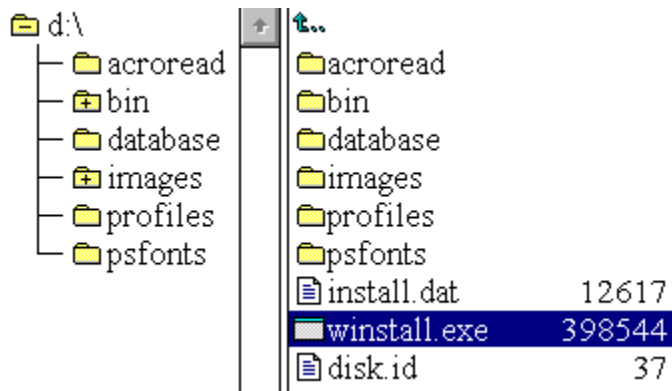 d:\
acroread
bin
database
images
profiles
psfonts
..
acroread
bin
database
images
profiles
psfonts
install.dat 12617
winstall.exe 398544
disk.id 37